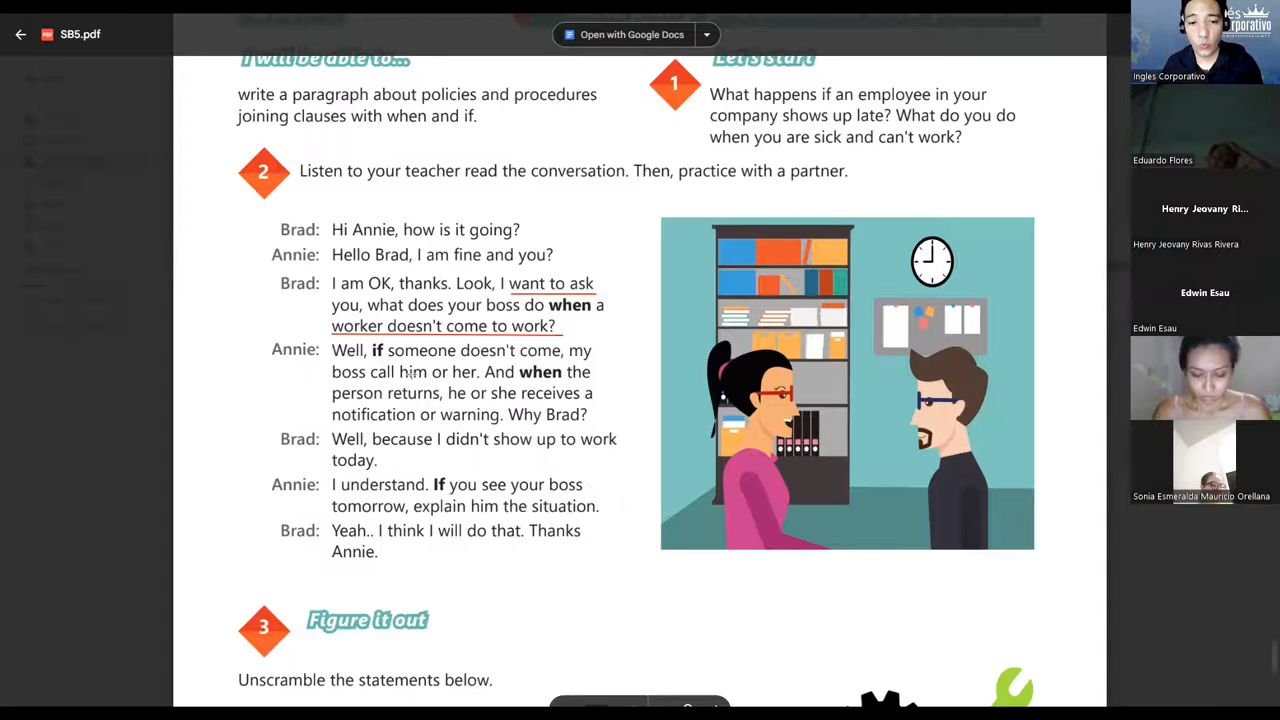 SB5.pdf
Open with Google Docs
I will be able to...
write a paragraph about policies and procedures
joining clauses with when and if.
1
Let's start
What happens if an employee in your
company shows up late? What do you do
when you are sick and can't work?
2
Listen to your teacher read the conversation. Then, practice with a partner.
Brad: Hi Annie, how is it going?
Annie: Hello Brad, I am fine and you?
Brad: I am OK, thanks. Look, I want to ask
you, what does your boss do when a
worker doesn't come to work?
Annie: Well, if someone doesn't come, my
boss call him or her. And when the
person returns, he or she receives a
notification or warning. Why Brad?
Brad: Well, because I didn't show up to work
today.
Annie: I understand. If you see your boss
tomorrow, explain him the situation.
Brad: Yeah.. I think I will do that. Thanks
Annie.
3
Figure it out
Unscramble the statements below.
Ingles Corporativo
Eduardo Flores
Henry Jeovany Ri...
Henry Jeovany Rivas Rivera
Edwin Esau
Edwin Esau
Sonia Esmeralda Mauricio Orellana